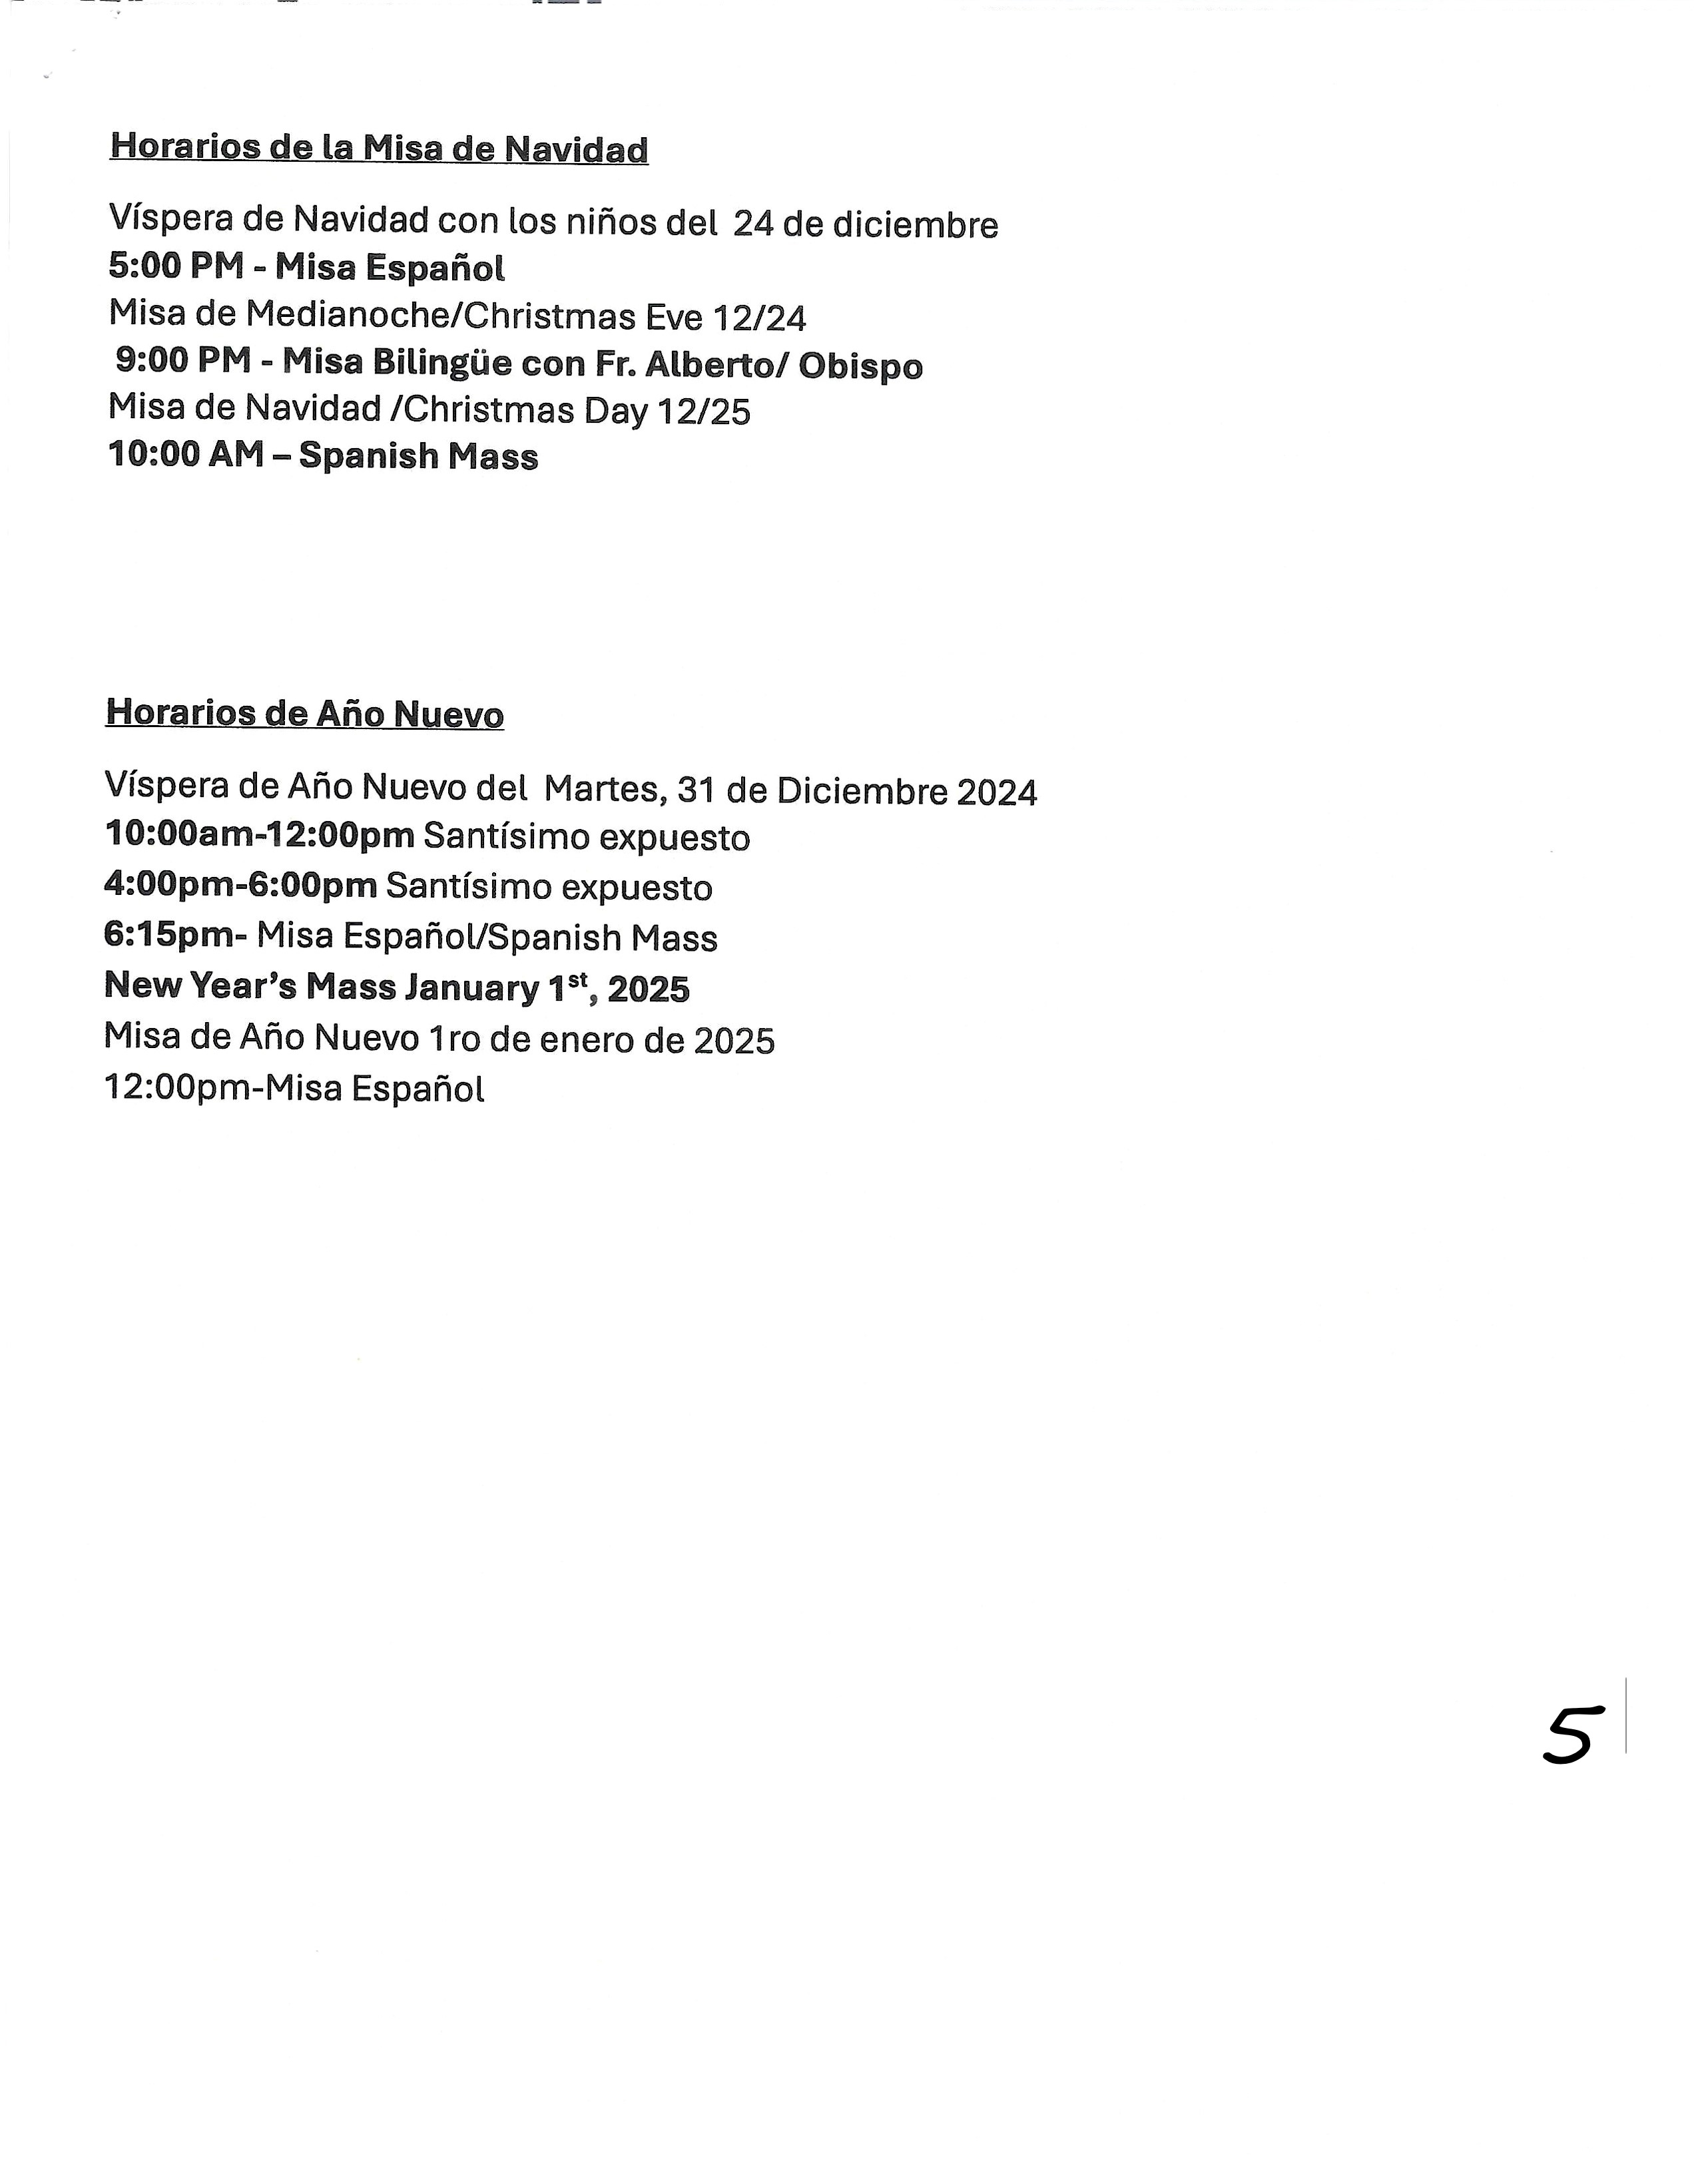 Horarios de la Misa de Navidad
Víspera de Navidad con los niños del 24 de diciembre
5:00 PM - Misa Español
Misa de Medianoche/Christmas Eve 12/24
9:00 PM - Misa Bilingüe con Fr. Alberto/ Obispo
Misa de Navidad /Christmas Day 12/25
10:00 AM – Spanish Mass
Horarios de Año Nuevo
Víspera de Año Nuevo del Martes, 31 de Diciembre 2024
10:00am-12:00pm Santísimo expuesto
4:00pm-6:00pm Santísimo expuesto
6:15pm- Misa Español/Spanish Mass
New Year’s Mass January 1st, 2025
Misa de Año Nuevo 1ro de enero de 2025
12:00pm-Misa Español
5